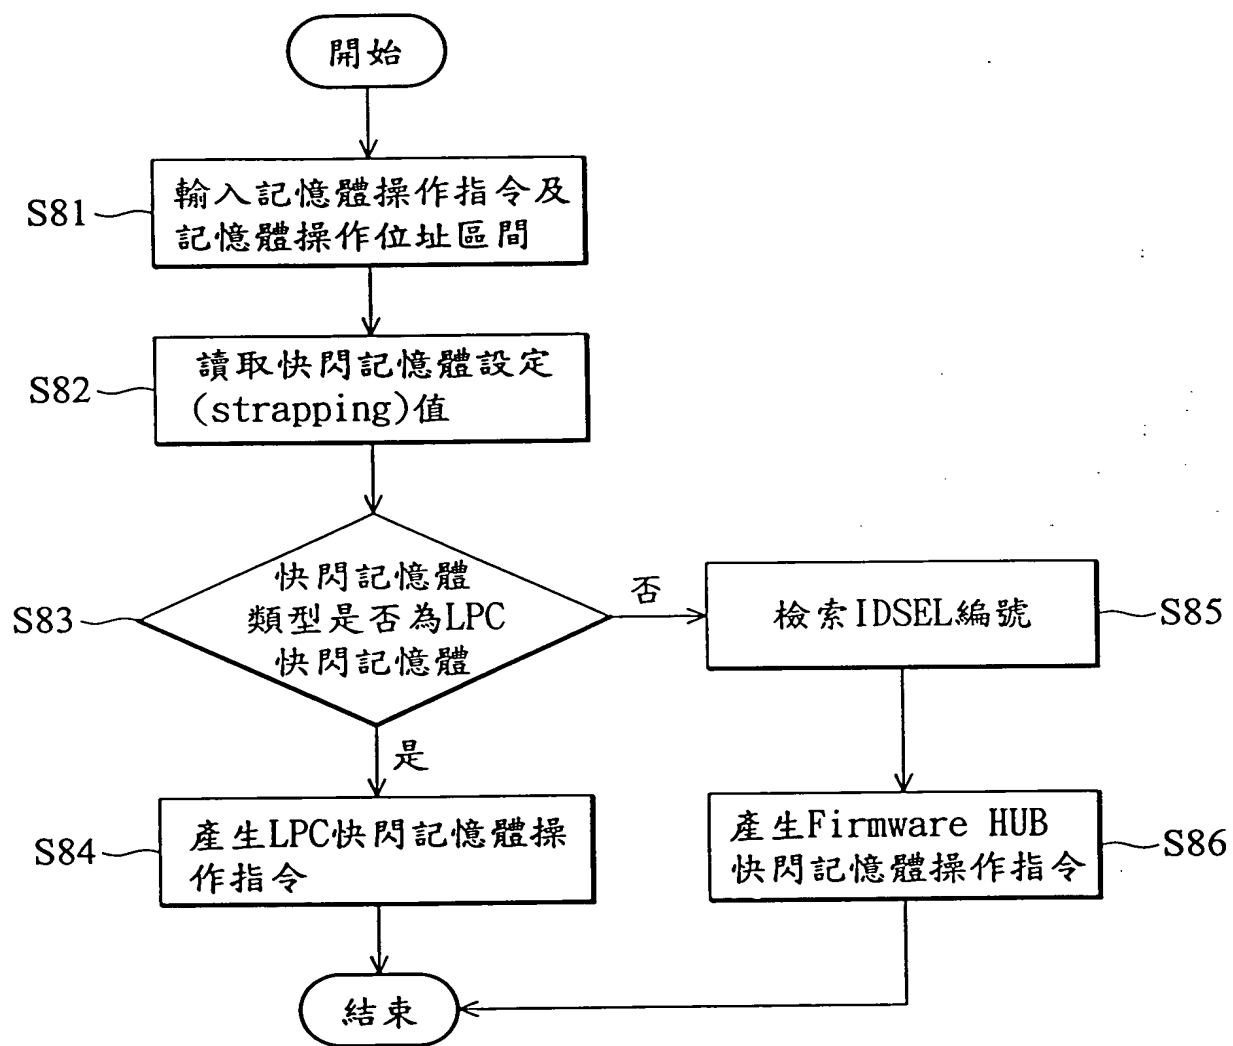 開始
S81
輸入記憶體操作指令及
記憶體操作位址區間
S82
讀取快閃記憶體設定
(strapping)值
S83
快閃記憶體
類型是否為LPC
快閃記憶體
否
檢索IDSEL編號
S85
是
S84
產生LPC快閃記憶體操
作指令
產生Firmware HUB
快閃記憶體操作指令
S86
結束